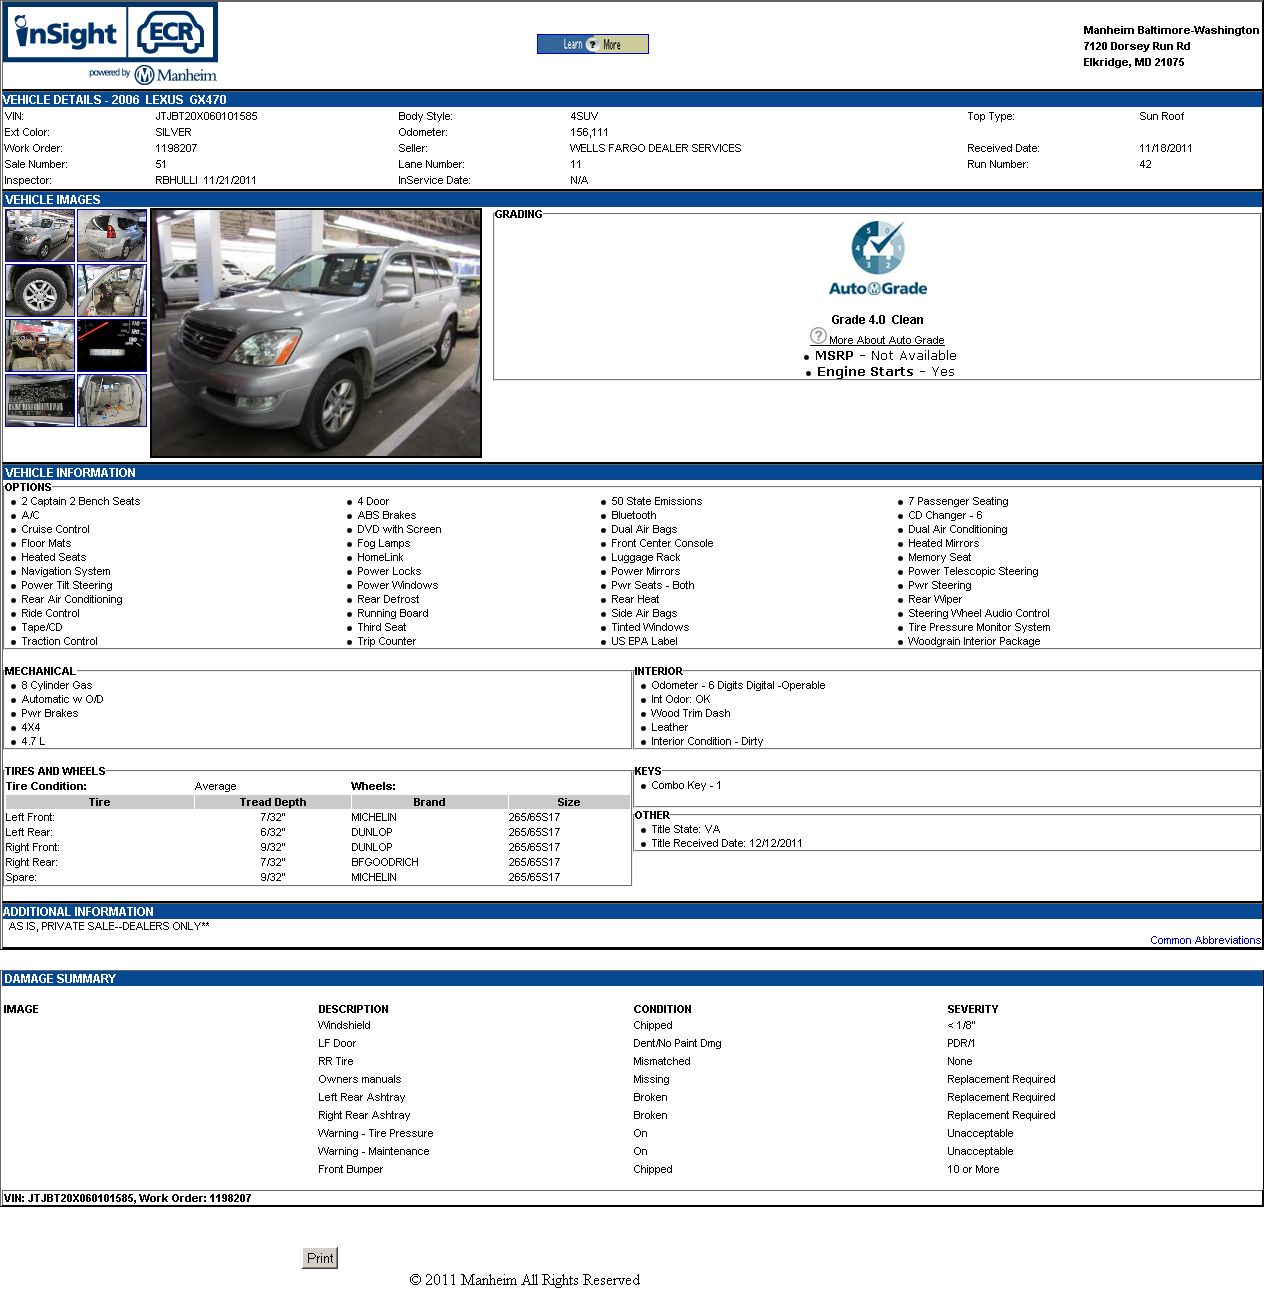 inSight ECR
powered by Manheim
Learn ? More
Manheim Baltimore-Washington
7120 Dorsey Run Rd
Elkridge, MD 21075
VEHICLE DETAILS - 2006 LEXUS GX470
VIN: JTJBT20X060101585 Body Style: 4SUV Top Type: Sun Roof
Ext Color: SILVER Odometer: 156,111
Work Order: 1198207 Seller: WELLS FARGO DEALER SERVICES Received Date: 11/18/2011
Sale Number: 51 Lane Number: 11 Run Number: 42
Inspector: RBHULLI 11/21/2011 InService Date: N/A
VEHICLE IMAGES
GRADING
5 4 0 1 3 2
Auto Grade
Grade 4.0 Clean
? More About Auto Grade
• MSRP - Not Available
• Engine Starts - Yes
110
120
130
VEHICLE INFORMATION
OPTIONS
• 2 Captain 2 Bench Seats • 4 Door • 50 State Emissions • 7 Passenger Seating
• A/C • ABS Brakes • Bluetooth • CD Changer - 6
• Cruise Control • DVD with Screen • Dual Air Bags • Dual Air Conditioning
• Floor Mats • Fog Lamps • Front Center Console • Heated Mirrors
• Heated Seats • HomeLink • Luggage Rack • Memory Seat
• Navigation System • Power Locks • Power Mirrors • Power Telescopic Steering
• Power Tilt Steering • Power Windows • Pwr Seats - Both • Pwr Steering
• Rear Air Conditioning • Rear Defrost • Rear Heat • Rear Wiper
• Ride Control • Running Board • Side Air Bags • Steering Wheel Audio Control
• Tape/CD • Third Seat • Tinted Windows • Tire Pressure Monitor System
• Traction Control • Trip Counter • US EPA Label • Woodgrain Interior Package
MECHANICAL
• 8 Cylinder Gas
• Automatic w O/D
• Pwr Brakes
• 4X4
• 4.7 L
INTERIOR
• Odometer - 6 Digits Digital -Operable
• Int Odor: OK
• Wood Trim Dash
• Leather
• Interior Condition - Dirty
TIRES AND WHEELS
Tire Condition: Average Wheels:
Tire Tread Depth Brand Size
Left Front: 7/32" MICHELIN 265/65S17
Left Rear: 6/32" DUNLOP 265/65S17
Right Front: 9/32" DUNLOP 265/65S17
Right Rear: 7/32" BFGOODRICH 265/65S17
Spare: 9/32" MICHELIN 265/65S17
KEYS
• Combo Key - 1
OTHER
• Title State: VA
• Title Received Date: 12/12/2011
ADDITIONAL INFORMATION
AS IS, PRIVATE SALE--DEALERS ONLY**
Common Abbreviations
DAMAGE SUMMARY
IMAGE DESCRIPTION CONDITION SEVERITY
Windshield Chipped < 1/8"
LF Door Dent/No Paint Dmg PDR/1
RR Tire Mismatched None
Owners manuals Missing Replacement Required
Left Rear Ashtray Broken Replacement Required
Right Rear Ashtray Broken Replacement Required
Warning - Tire Pressure On Unacceptable
Warning - Maintenance On Unacceptable
Front Bumper Chipped 10 or More
VIN: JTJBT20X060101585, Work Order: 1198207
Print
© 2011 Manheim All Rights Reserved